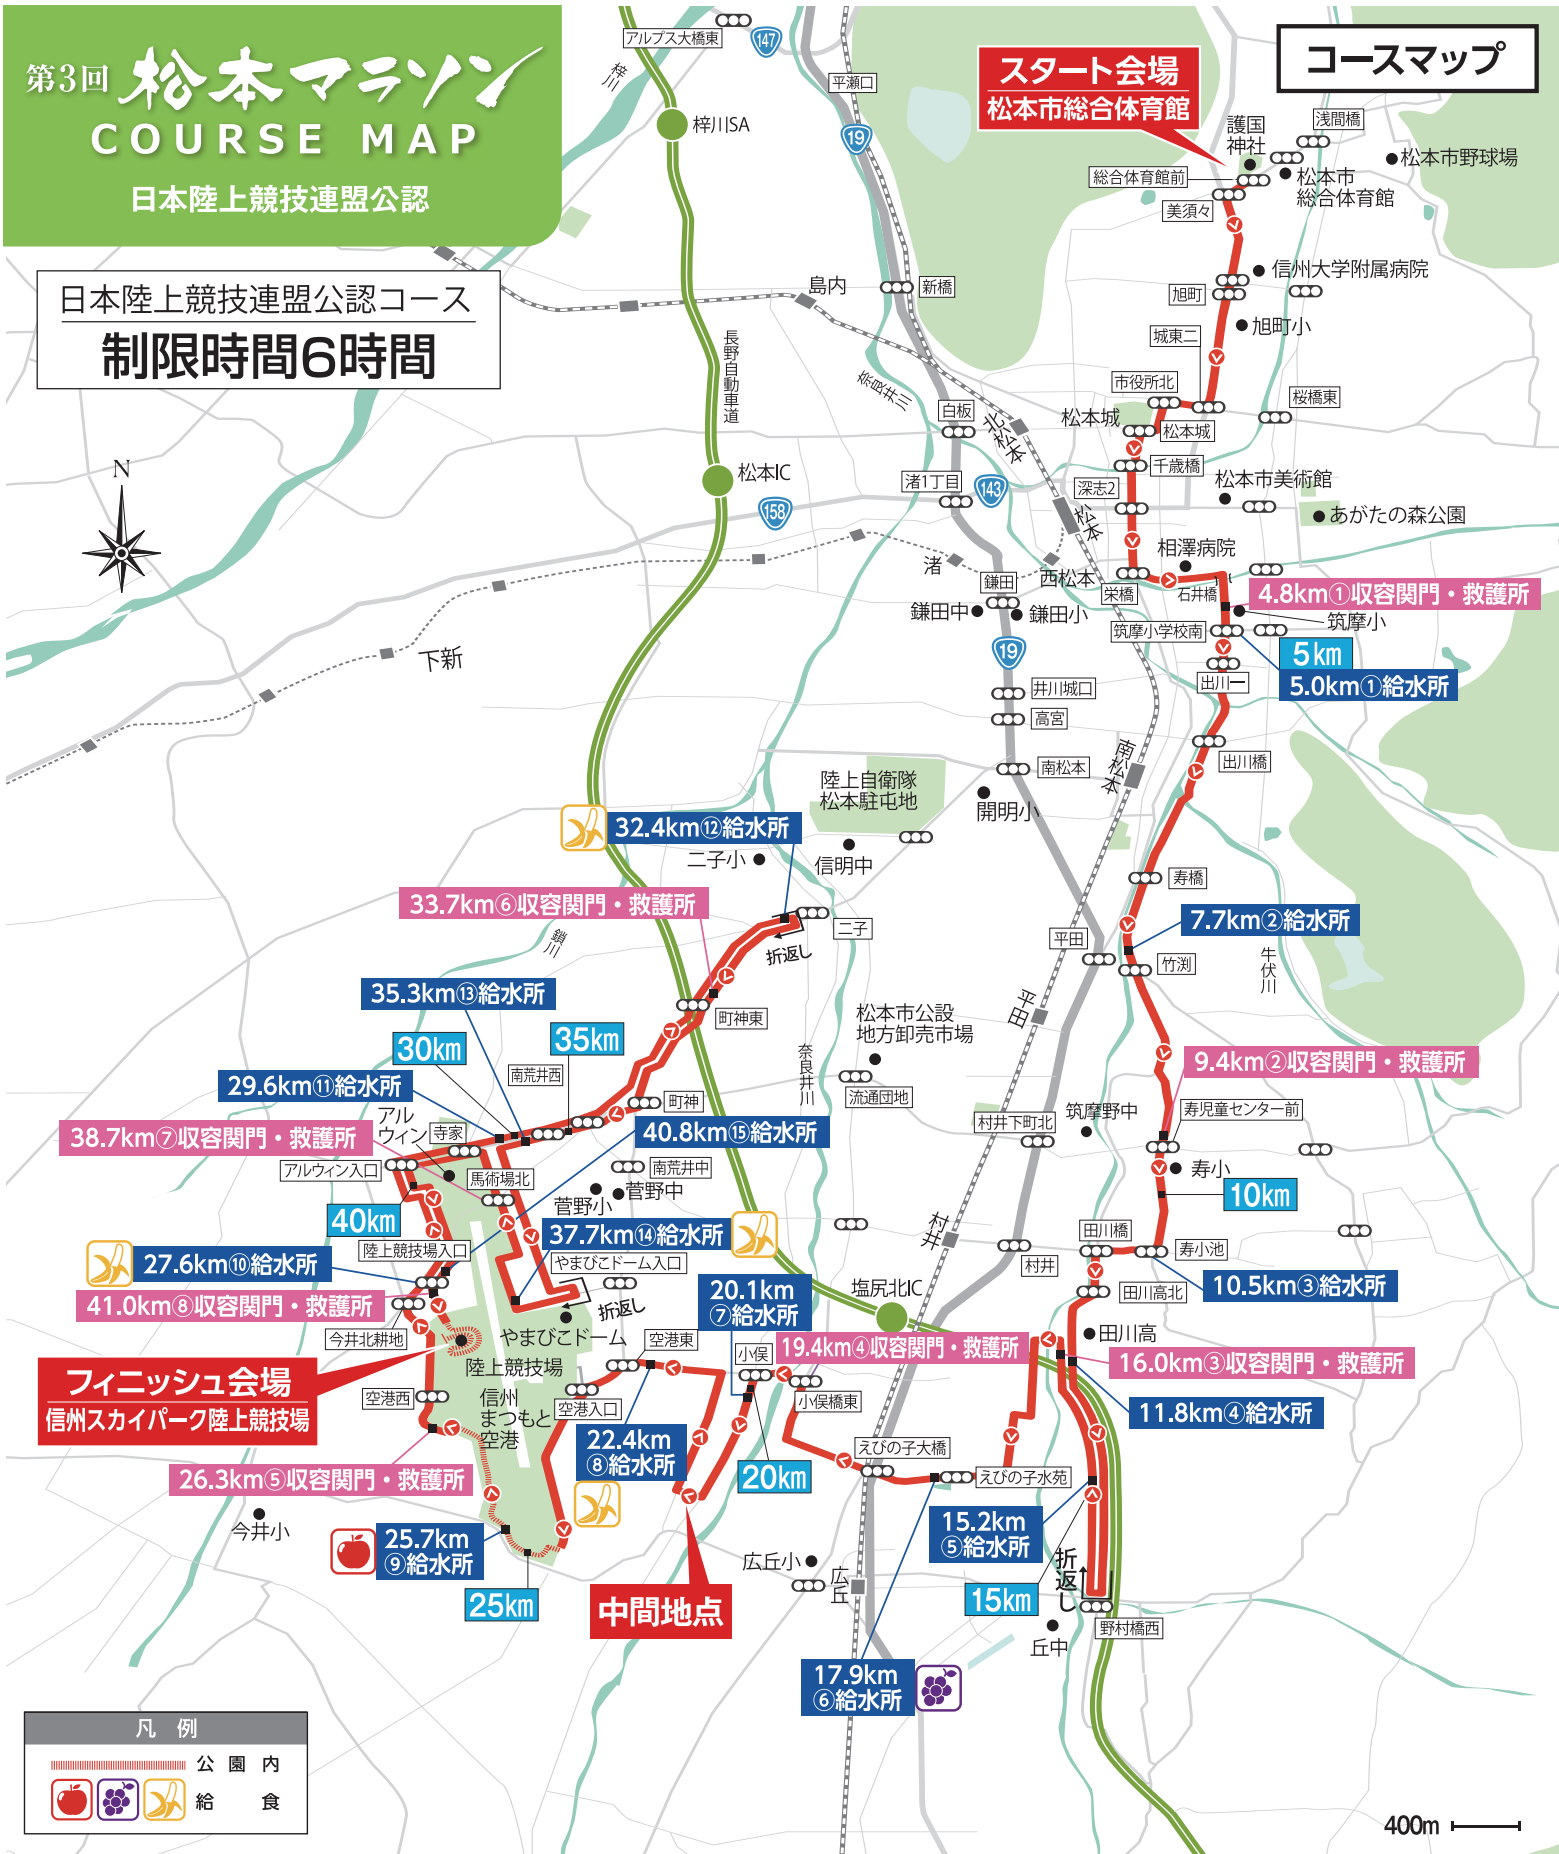 第3回 松本マラソン
COURSE MAP
日本陸上競技連盟公認
日本陸上競技連盟公認コース
制限時間6時間
コースマップ
スタート会場
松本市総合体育館
アルプス大橋東
147
梓川
平瀬口
梓川SA
19
護国
神社
浅間橋
松本市野球場
総合体育館前
松本市
総合体育館
美須々
信州大学附属病院
島内
新橋
旭町
旭町小
長野自動車道
城東二
奈良井川
市役所北
桜橋東
白板
北松本
松本城
松本城
千歳橋
N
松本IC
渚1丁目
143
深志2
松本市美術館
158
松本
あがたの森公園
相澤病院
渚
西松本
鎌田
栄橋
石井橋
4.8km①収容関門・救護所
鎌田中
鎌田小
筑摩小
筑摩小学校南
19
5km
5.0km①給水所
下新
井川城口
出川一
高宮
南松本
出川橋
南松本
陸上自衛隊
松本駐屯地
開明小
32.4km⑫給水所
二子小
信明中
寿橋
33.7km⑥収容関門・救護所
二子
7.7km②給水所
鎖川
折返し
平田
竹渕
牛伏川
35.3km⑬給水所
平田
町神東
松本市公設
地方卸売市場
30km
35km
奈良井川
9.4km②収容関門・救護所
29.6km⑪給水所
南荒井西
町神
流通団地
筑摩野中
寿児童センター前
アル
ウィン
村井下町北
38.7km⑦収容関門・救護所
寺家
40.8km⑮給水所
アルウィン入口
馬術場北
南荒井中
寿小
菅野小
菅野中
10km
40km
37.7km⑭給水所
村井
田川橋
陸上競技場入口
やまびこドーム入口
村井
寿小池
27.6km⑩給水所
20.1km
⑦給水所
塩尻北IC
10.5km③給水所
田川高北
41.0km⑧収容関門・救護所
折返し
今井北耕地
やまびこドーム
空港東
19.4km④収容関門・救護所
田川高
16.0km③収容関門・救護所
フィニッシュ会場
信州スカイパーク陸上競技場
陸上競技場
小俣
空港西
信州
まつもと
空港
空港入口
小俣橋東
11.8km④給水所
22.4km
⑧給水所
えびの子大橋
26.3km⑤収容関門・救護所
20km
えびの子水苑
今井小
15.2km
⑤給水所
25.7km
⑨給水所
広丘小
広丘
折返し
25km
中間地点
15km
野村橋西
丘中
17.9km
⑥給水所
凡例
公園内
給食
400m